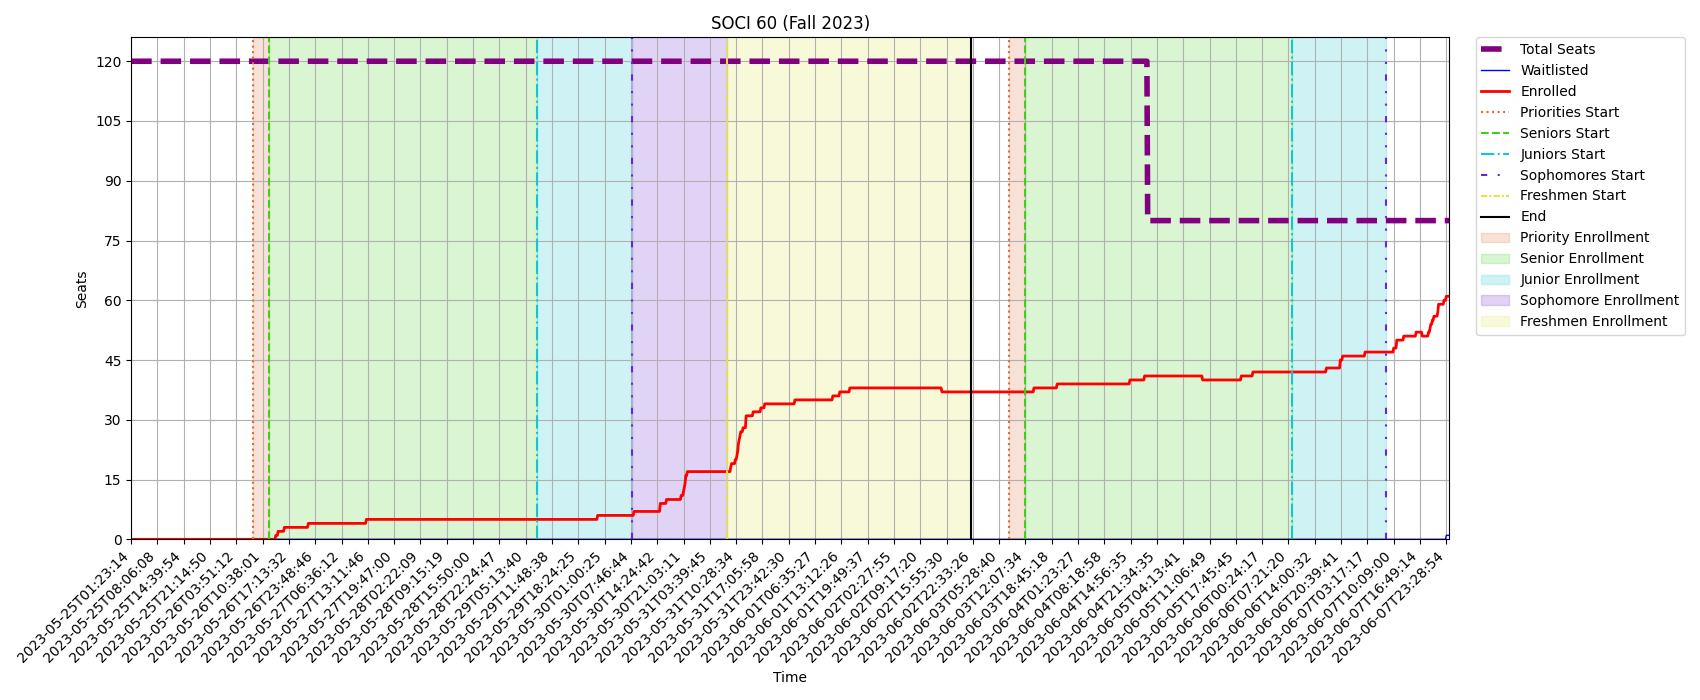 SOCI 60 (Fall 2023)
120
105
90
75
60
45
30
15
0
Seats
2023-05-25T01:23:14
2023-05-25T08:06:08
2023-05-25T14:39:54
2023-05-25T21:14:50
2023-05-26T03:51:12
2023-05-26T10:38:01
2023-05-26T17:13:32
2023-05-26T23:48:46
2023-05-27T06:36:12
2023-05-27T13:11:46
2023-05-27T19:47:00
2023-05-28T02:22:09
2023-05-28T09:15:19
2023-05-28T15:50:00
2023-05-28T22:24:47
2023-05-29T05:13:40
2023-05-29T11:48:38
2023-05-29T18:24:25
2023-05-30T01:00:25
2023-05-30T07:46:44
2023-05-30T14:24:42
2023-05-30T21:03:11
2023-05-31T03:39:45
2023-05-31T10:28:34
2023-05-31T17:05:58
2023-05-31T23:42:30
2023-06-01T06:35:27
2023-06-01T13:12:26
2023-06-01T19:49:37
2023-06-02T02:27:55
2023-06-02T09:17:20
2023-06-02T15:55:30
2023-06-02T22:33:26
2023-06-03T05:28:40
2023-06-03T12:07:34
2023-06-03T18:45:18
2023-06-04T01:23:27
2023-06-04T08:18:58
2023-06-04T14:56:35
2023-06-04T21:34:35
2023-06-05T04:13:41
2023-06-05T11:06:49
2023-06-05T17:45:45
2023-06-06T00:24:17
2023-06-06T07:21:20
2023-06-06T14:00:32
2023-06-06T20:39:41
2023-06-07T03:17:17
2023-06-07T10:09:00
2023-06-07T16:49:14
2023-06-07T23:28:54
Time
Total Seats
Waitlisted
Enrolled
Priorities Start
Seniors Start
Juniors Start
Sophomores Start
Freshmen Start
End
Priority Enrollment
Senior Enrollment
Junior Enrollment
Sophomore Enrollment
Freshmen Enrollment